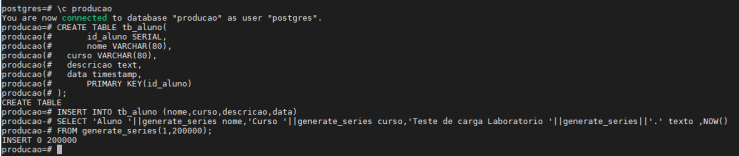 postgres=# \c producao
You are now connected to database "producao" as user "postgres".
producao=# CREATE TABLE tb_aluno(
producao(#       id_aluno SERIAL,
producao(#       nome VARCHAR(80),
producao(#   curso VARCHAR(80),
producao(#   descricao text,
producao(#   data timestamp,
producao(#       PRIMARY KEY(id_aluno)
producao(# );
CREATE TABLE
producao=# INSERT INTO tb_aluno (nome,curso,descricao,data)
producao-# SELECT 'Aluno '||generate_series nome,'Curso '||generate_series curso,'Teste de carga Laboratorio '||generate_series||'.' texto ,NOW()
producao-# FROM generate_series(1,200000);
INSERT 0 200000
producao=#